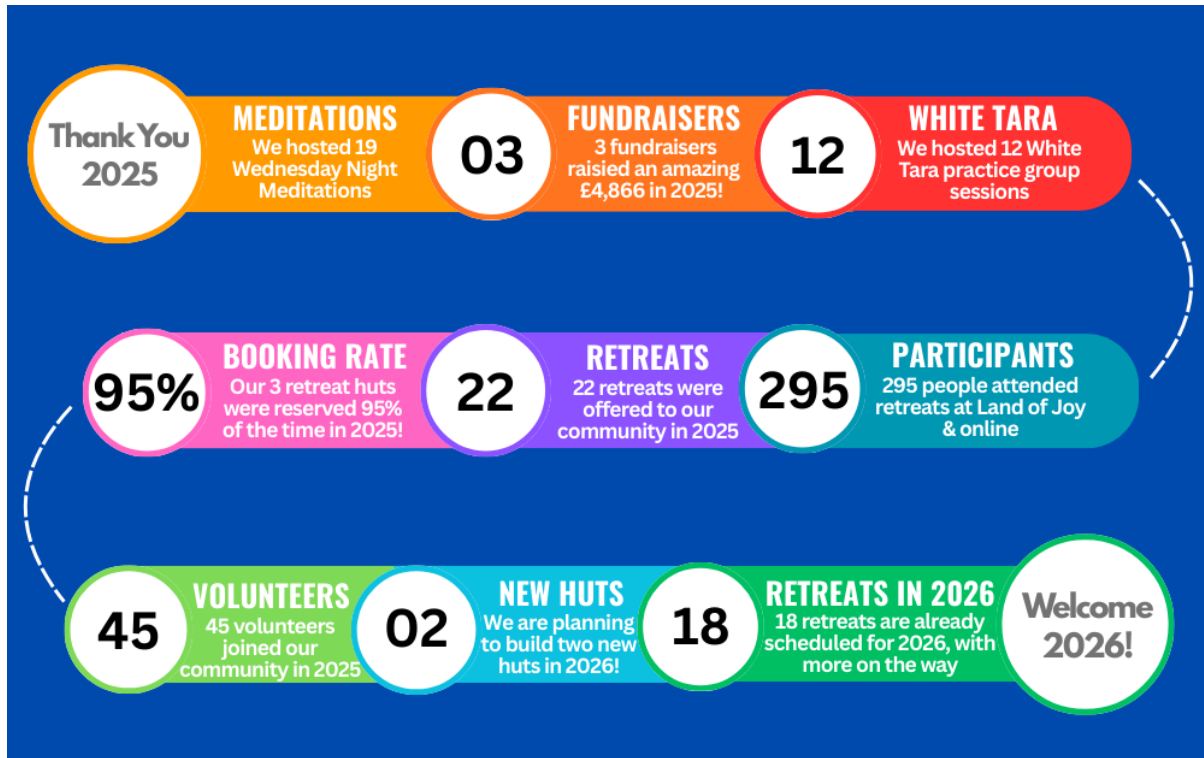 Thank You
2025
MEDITATIONS
We hosted 19
Wednesday Night
Meditations
03
FUNDRAISERS
3 fundraisers
raisied an amazing
£4,866 in 2025!
12
WHITE TARA
We hosted 12 White
Tara practice group
sessions
95%
BOOKING RATE
Our 3 retreat huts
were reserved 95%
of the time in 2025!
22
RETREATS
22 retreats were
offered to our
community in 2025
295
PARTICIPANTS
295 people attended
retreats at Land of Joy
& online
45
VOLUNTEERS
45 volunteers
joined our
community in 2025
02
NEW HUTS
We are planning
to build two new
huts in 2026!
18
RETREATS IN 2026
18 retreats are already
scheduled for 2026, with
more on the way
Welcome
2026!